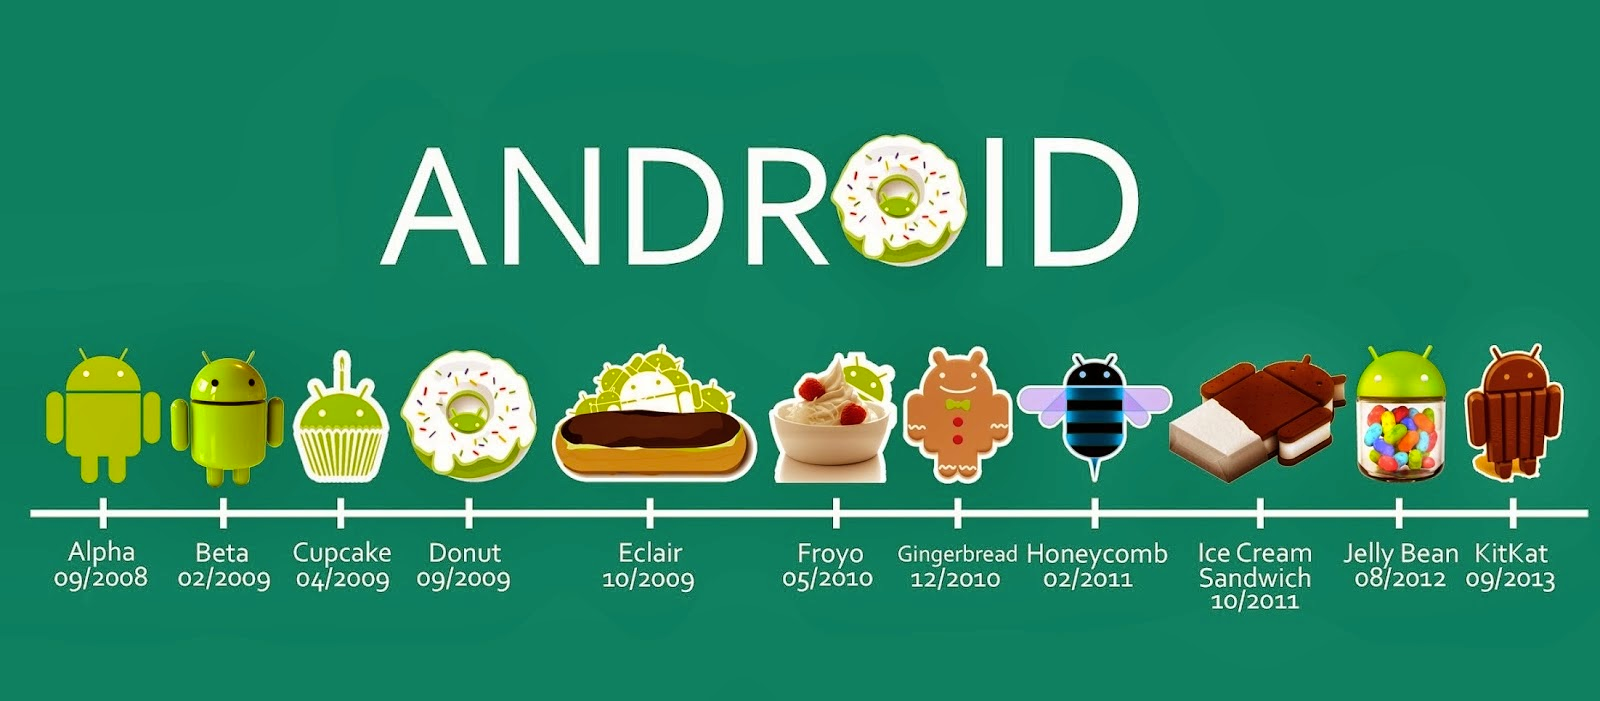 ANDROID
Alpha
09/2008
Beta
02/2009
Cupcake
04/2009
Donut
09/2009
Eclair
10/2009
Froyo
05/2010
Gingerbread
12/2010
Honeycomb
02/2011
Ice Cream
Sandwich
10/2011
Jelly Bean
08/2012
KitKat
09/2013